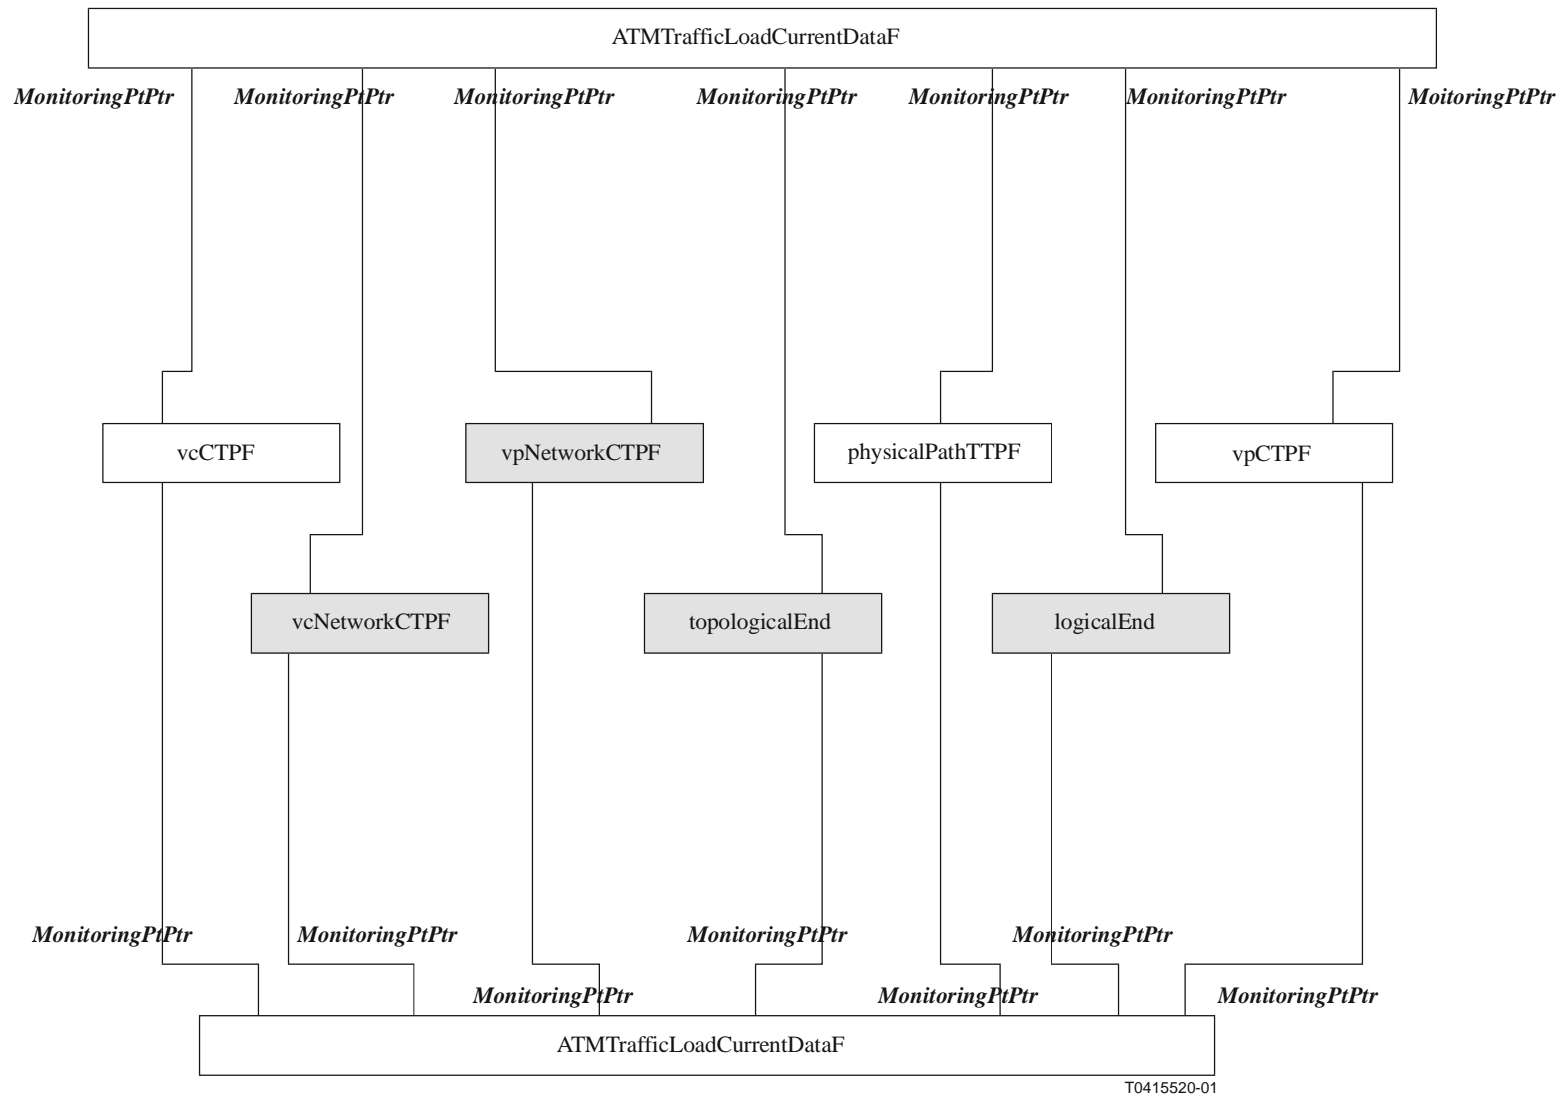 ATMTrafficLoadCurrentDataF
MonitoringPtPtr MonitoringPtPtr MonitoringPtPtr MonitoringPtPtr MonitoringPtPtr MonitoringPtPtr MoitoringPtPtr
vcCTPF vpNetworkCTPF physicalPathTTPF vpCTPF
vcNetworkCTPF topologicalEnd logicalEnd
MonitoringPtPtr MonitoringPtPtr MonitoringPtPtr MonitoringPtPtr
MonitoringPtPtr MonitoringPtPtr MonitoringPtPtr
ATMTrafficLoadCurrentDataF
T0415520-01